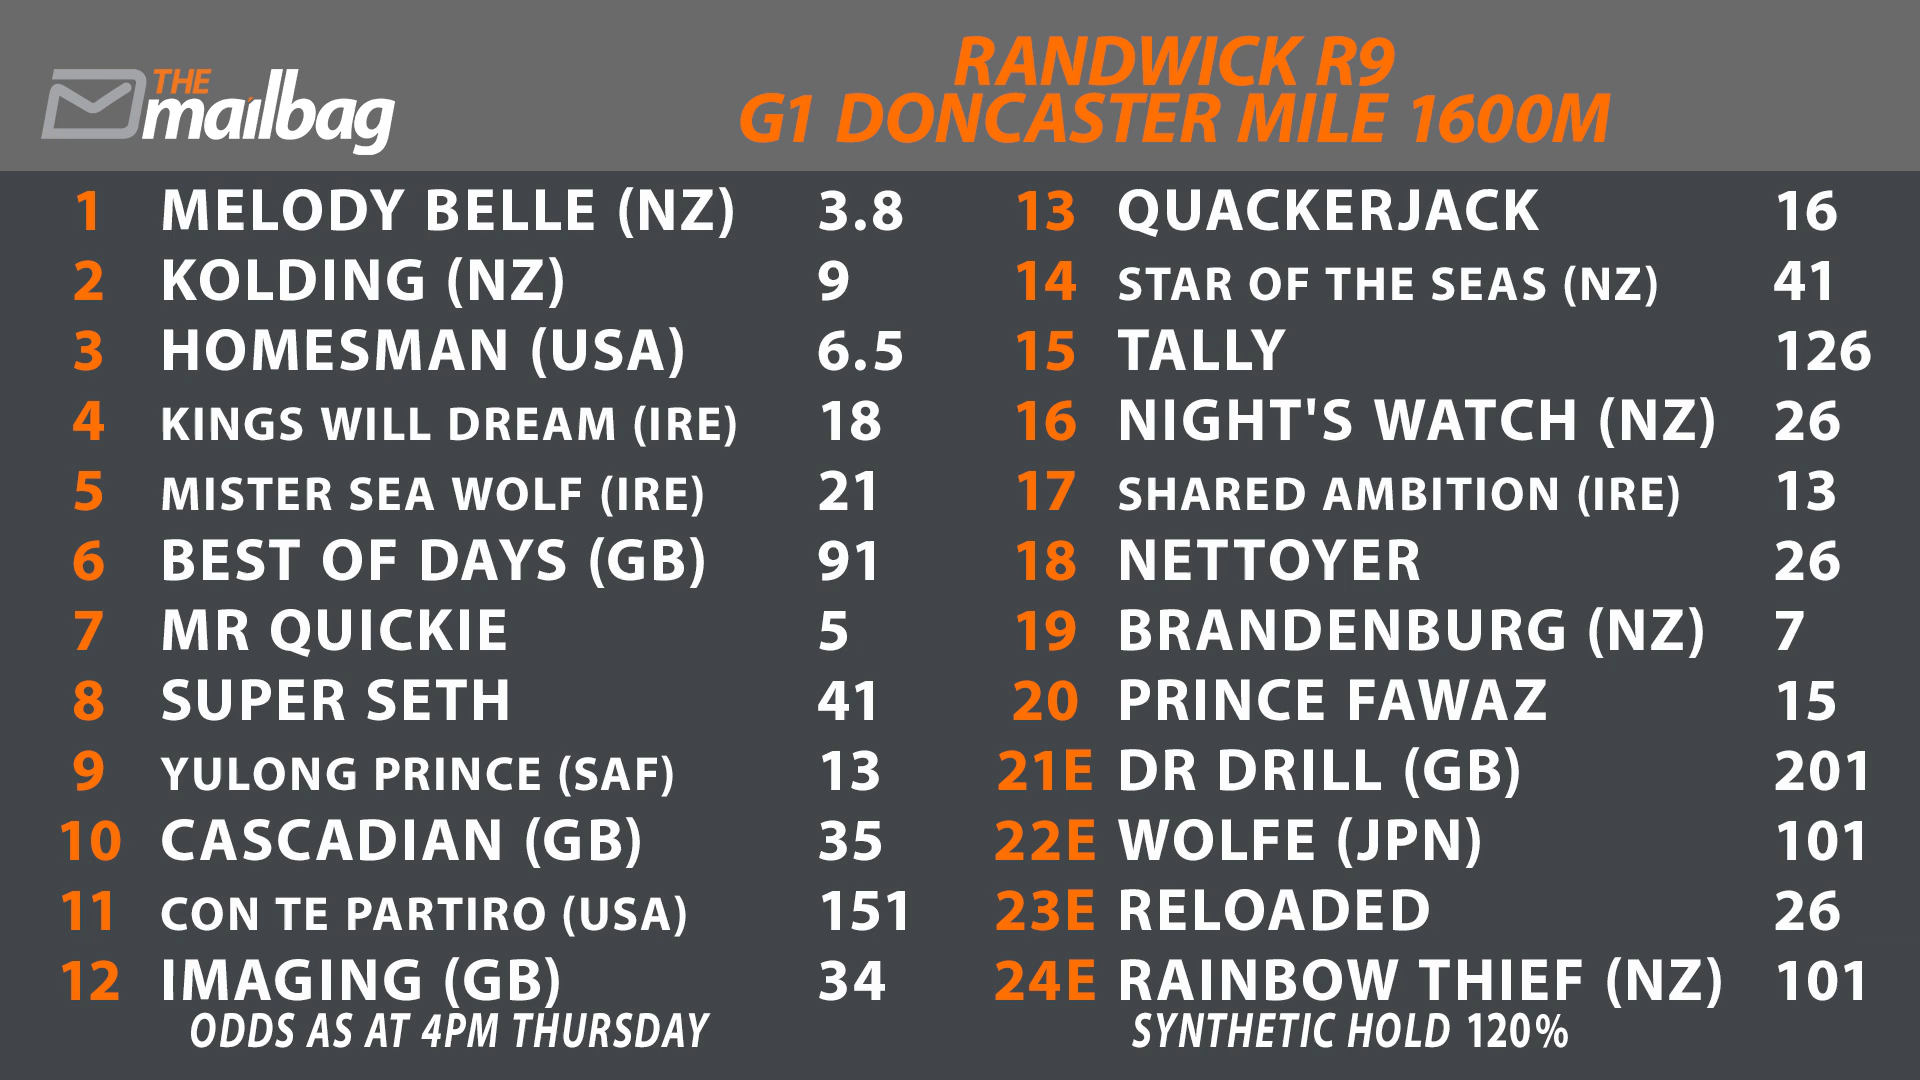 THE
mailbag
RANDWICK R9
G1 DONCASTER MILE 1600M
1 MELODY BELLE (NZ) 3.8
2 KOLDING (NZ) 9
3 HOMESMAN (USA) 6.5
4 KINGS WILL DREAM (IRE) 18
5 MISTER SEA WOLF (IRE) 21
6 BEST OF DAYS (GB) 91
7 MR QUICKIE 5
8 SUPER SETH 41
9 YULONG PRINCE (SAF) 13
10 CASCADIAN (GB) 35
11 CON TE PARTIRO (USA) 151
12 IMAGING (GB) 34
ODDS AS AT 4PM THURSDAY
13 QUACKERJACK 16
14 STAR OF THE SEAS (NZ) 41
15 TALLY 126
16 NIGHT'S WATCH (NZ) 26
17 SHARED AMBITION (IRE) 13
18 NETTOYER 26
19 BRANDENBURG (NZ) 7
20 PRINCE FAWAZ 15
21E DR DRILL (GB) 201
22E WOLFE (JPN) 101
23E RELOADED 26
24E RAINBOW THIEF (NZ) 101
SYNTHETIC HOLD 120%